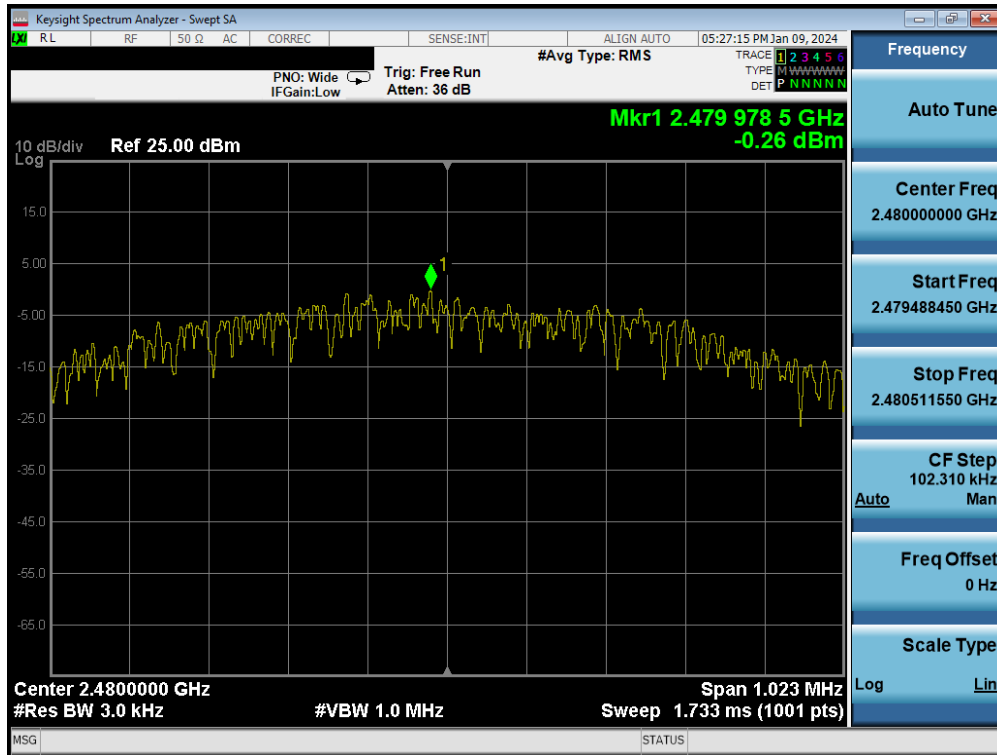 Keysight Spectrum Analyzer - Swept SA
LXI RL RF 50 Ω AC CORREC SENSE:INT ALIGN AUTO 05:27:15 PM Jan 09, 2024
Frequency
#Avg Type: RMS
TRACE 1 2 3 4 5 6
PNO: Wide Trig: Free Run
TYPE M WWWWW
IFGain:Low Atten: 36 dB
DET P N N N N N
Auto Tune
Mkr1 2.479 978 5 GHz
-0.26 dBm
10 dB/div Ref 25.00 dBm
Log
15.0
5.00
-5.00
-15.0
-25.0
-35.0
-45.0
-55.0
-65.0
1
Center Freq
2.480000000 GHz
Start Freq
2.479488450 GHz
Stop Freq
2.480511550 GHz
CF Step
102.310 kHz
Auto Man
Freq Offset
0 Hz
Scale Type
Log Lin
Center 2.4800000 GHz Span 1.023 MHz
#Res BW 3.0 kHz #VBW 1.0 MHz Sweep 1.733 ms (1001 pts)
MSG STATUS